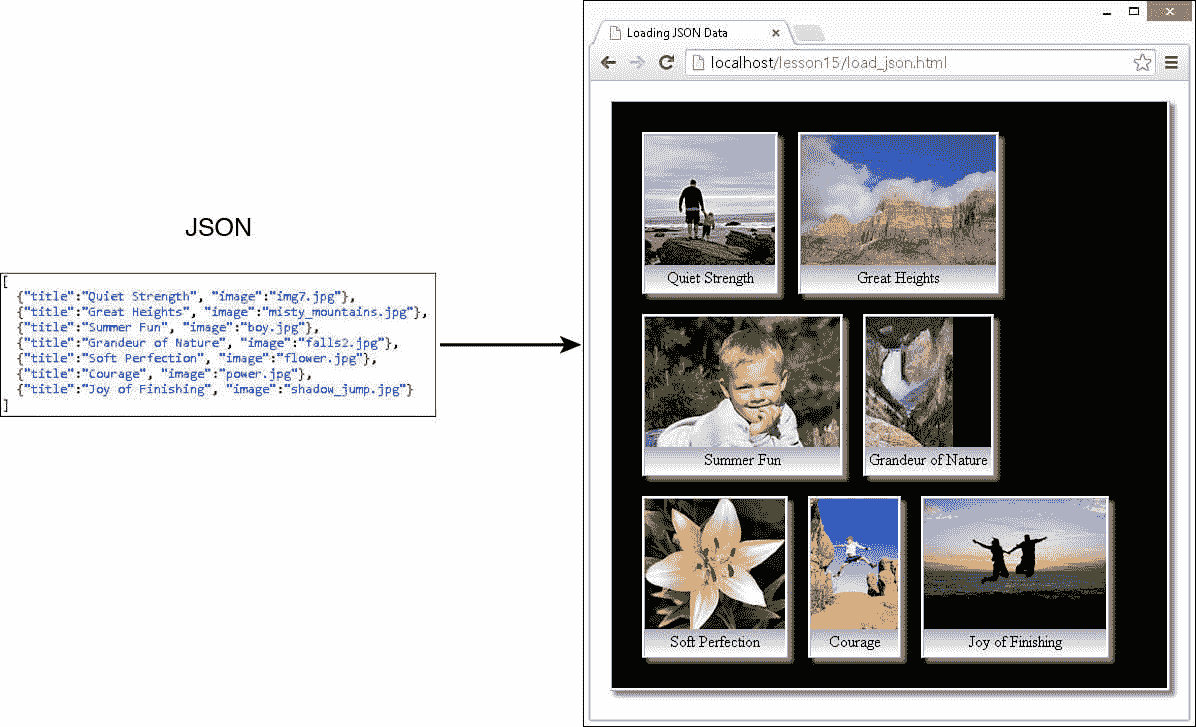 JSON
[
{"title":"Quiet Strength", "image":"img7.jpg"},
{"title":"Great Heights", "image":"misty_mountains.jpg"},
{"title":"Summer Fun", "image":"boy.jpg"},
{"title":"Grandeur of Nature", "image":"falls2.jpg"},
{"title":"Soft Perfection", "image":"flower.jpg"},
{"title":"Courage", "image":"power.jpg"},
{"title":"Joy of Finishing", "image":"shadow_jump.jpg"}
]
Loading JSON Data
localhost/lesson15/load_json.html
Quiet Strength
Great Heights
Summer Fun
Grandeur of Nature
Soft Perfection
Courage
Joy of Finishing